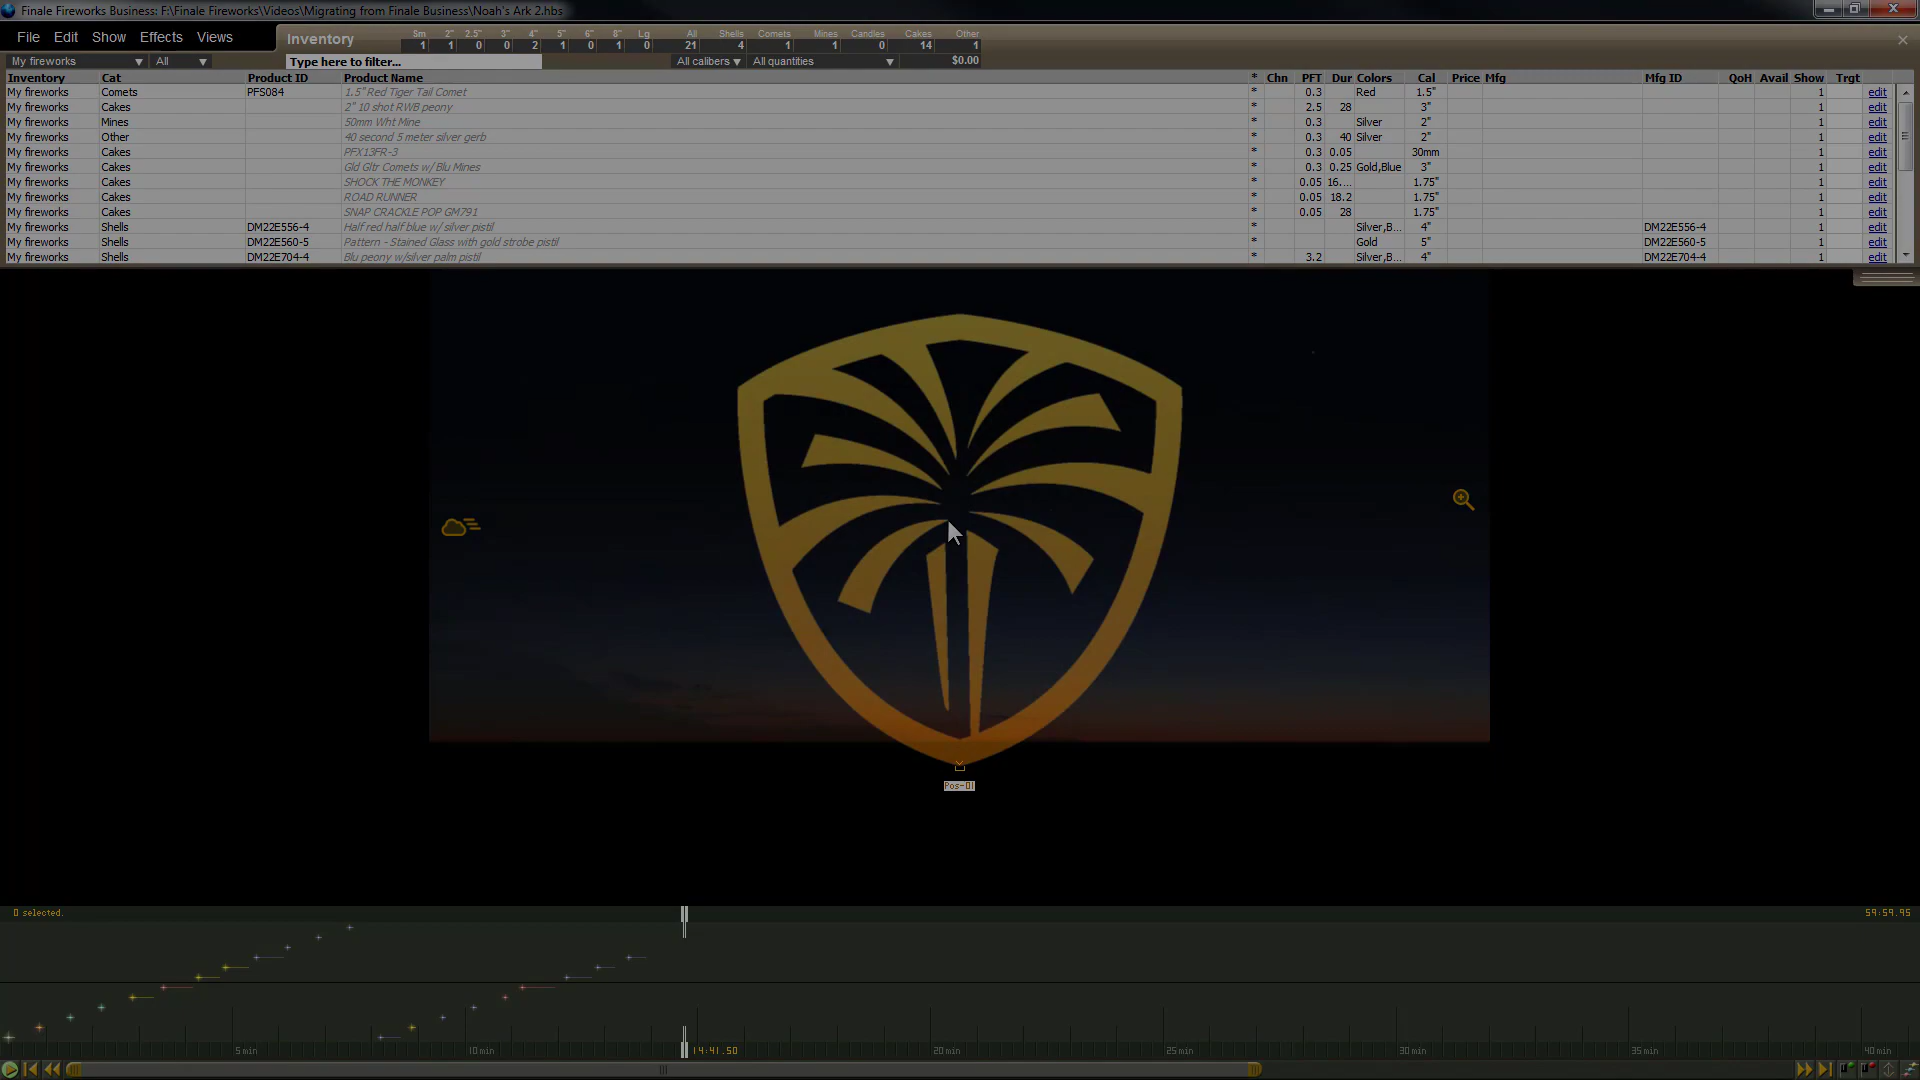 Finale Fireworks Business: F:\Finale Fireworks\Videos\Migrating from Finale Business\Noah's Ark 2.hbs
File Edit Show Effects Views
Inventory
Sm 2" 2.5" 3" 4" 5" 6" 8" Lg All Shells Comets Mines Candles Cakes Other
1 1 0 0 2 1 0 1 0 21 4 1 1 0 14 1
My fireworks All Type here to filter... All calibers All quantities $0.00
Inventory Cat Product ID Product Name * Chn PFT Dur Colors Cal Price Mfg Mfg ID QoH Avail Show Trgt
My fireworks Comets PFS084 1.5" Red Tiger Tail Comet * 0.3 Red 1.5" 1 edit
My fireworks Cakes 2" 10 shot RWB peony * 2.5 28 3" 1 edit
My fireworks Mines 50mm Wht Mine * 0.3 Silver 2" 1 edit
My fireworks Other 40 second 5 meter silver gerb * 0.3 40 Silver 2" 1 edit
My fireworks Cakes PFX13FR-3 * 0.3 0.05 30mm 1 edit
My fireworks Cakes Gld Gltr Comets w/ Blu Mines * 0.3 0.25 Gold,Blue 3" 1 edit
My fireworks Cakes SHOCK THE MONKEY * 0.05 16.... 1.75" 1 edit
My fireworks Cakes ROAD RUNNER * 0.05 18.2 1.75" 1 edit
My fireworks Cakes SNAP CRACKLE POP GM791 * 0.05 28 1.75" 1 edit
My fireworks Shells DM22E556-4 Half red half blue w/ silver pistil * Silver,B... 4" DM22E556-4 1 edit
My fireworks Shells DM22E560-5 Pattern - Stained Glass with gold strobe pistil * Gold 5" DM22E560-5 1 edit
My fireworks Shells DM22E704-4 Blu peony w/silver palm pistil * 3.2 Silver,B... 4" DM22E704-4 1 edit
Pos-01
0 selected. 59:59.95
5 min 10 min 14:41.50 20 min 25 min 30 min 35 min 40 min